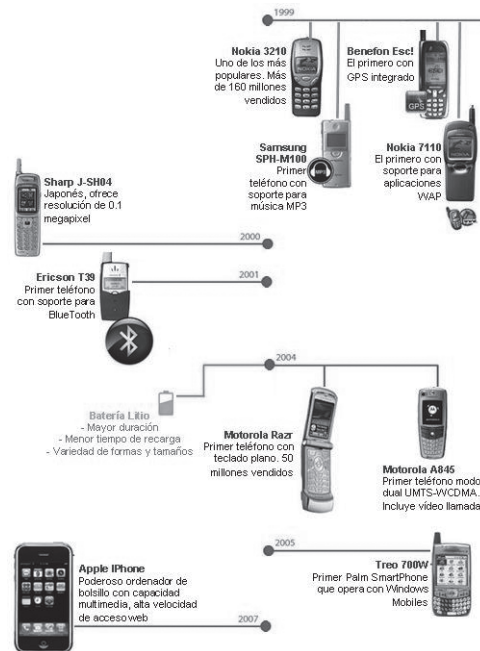 1999
Nokia 3210
Uno de los más
populares. Más
de 160 millones
vendidos
Benefon Esc!
El primero con
GPS integrado
GPS
Samsung
SPH-M100
Primer
teléfono con
soporte para
música MP3
Nokia 7110
El primero con
soporte para
aplicaciones
WAP
Sharp J-SH04
Japonés, ofrece
resolución de 0.1
megapixel
2000
Ericson T39
Primer teléfono
con soporte para
BlueTooth
2001
2004
Batería Litio
- Mayor duración
- Menor tiempo de recarga
- Variedad de formas y tamaños
Motorola Razr
Primer teléfono con
teclado plano. 50
millones vendidos
Motorola A845
Primer teléfono modo
dual UMTS-WCDMA.
Incluye vídeo llamada
2005
Treo 700W
Primer Palm SmartPhone
que opera con Windows
Mobiles
Apple IPhone
Poderoso ordenador de
bolsillo con capacidad
multimedia, alta velocidad
de acceso web
2007